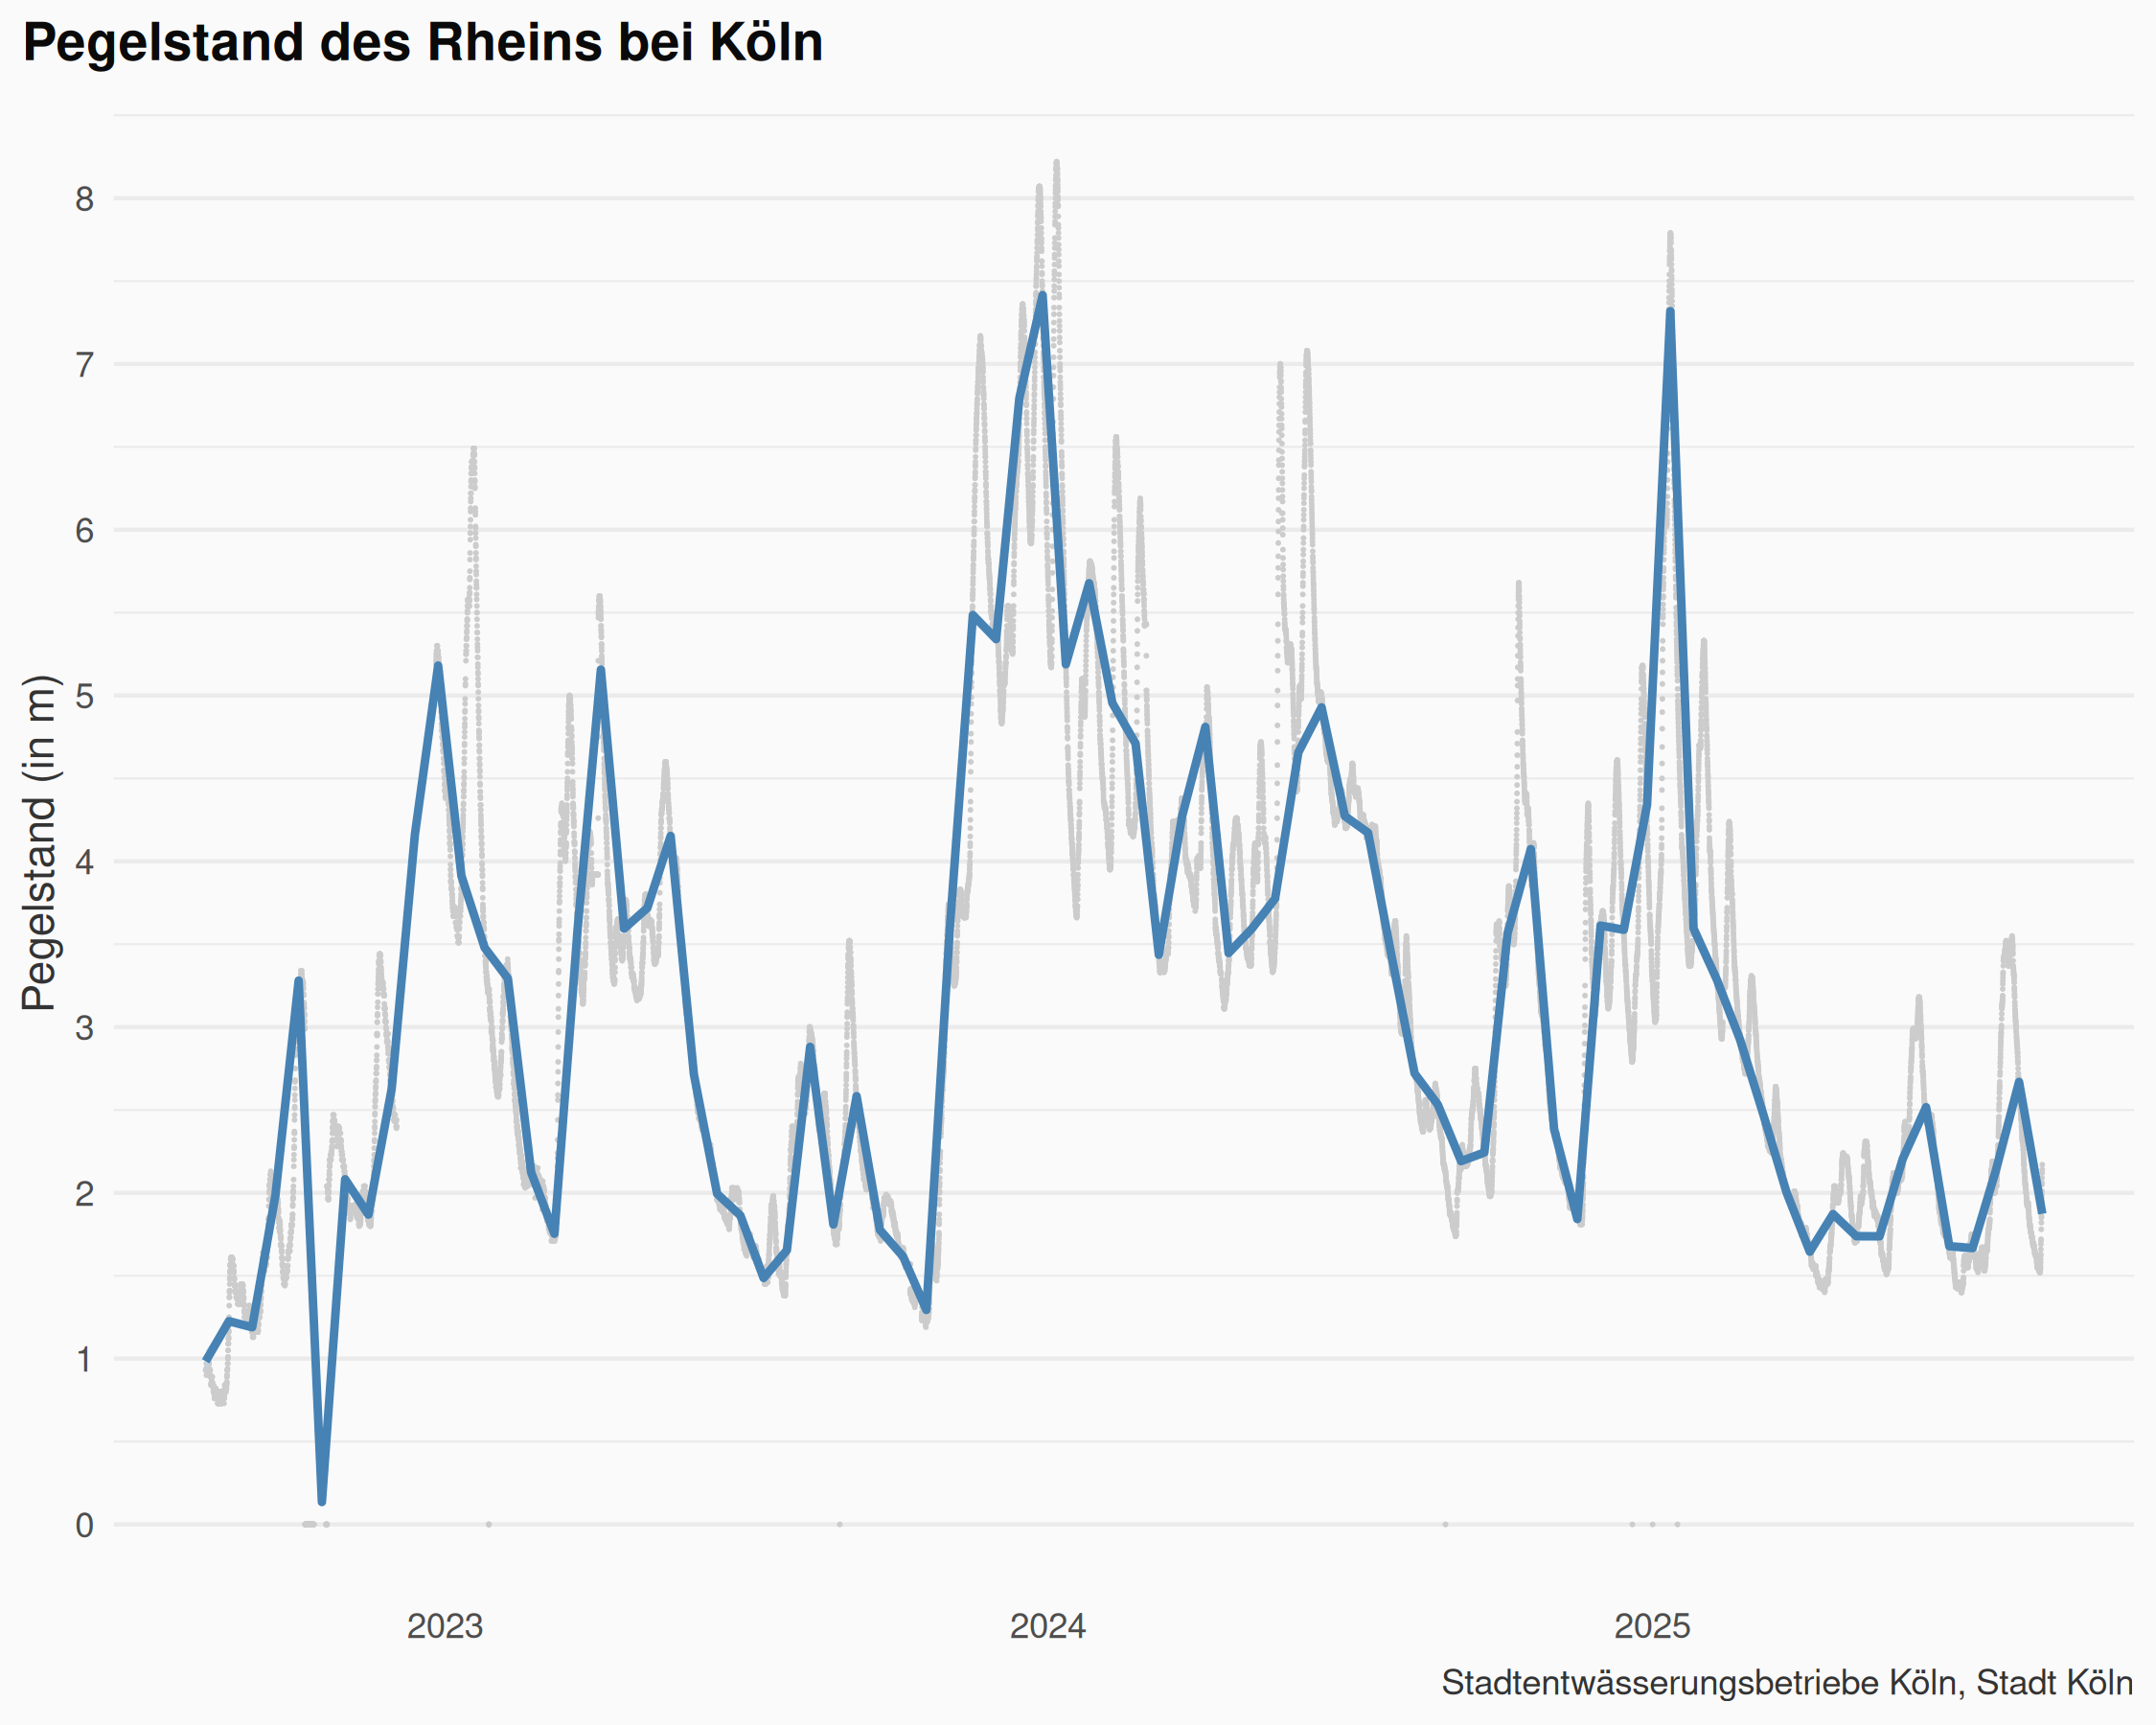 Pegelstand des Rheins bei Köln
Pegelstand (in m)
8
7
6
5
4
3
2
1
0
2023 2024 2025
Stadtentwässerungsbetriebe Köln, Stadt Köln